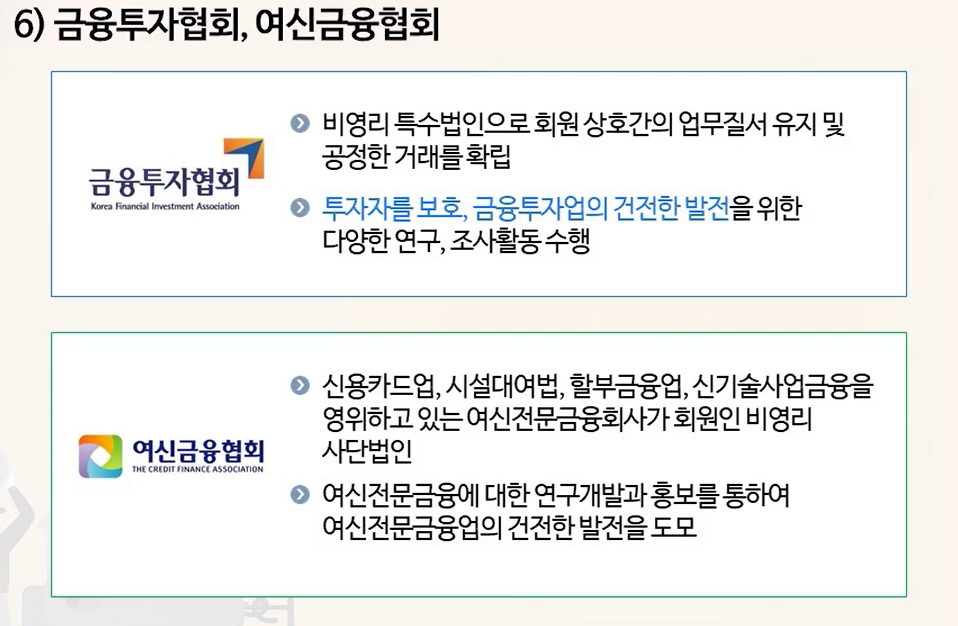 6) 금융투자협회, 여신금융협회
금융투자협회
Korea Financial Investment Association
비영리 특수법인으로 회원 상호간의 업무질서 유지 및
공정한 거래를 확립
투자자를 보호, 금융투자업의 건전한 발전을 위한
다양한 연구, 조사활동 수행
여신금융협회
THE CREDIT FINANCE ASSOCIATION
신용카드업, 시설대여법, 할부금융업, 신기술사업금융을
영위하고 있는 여신전문금융회사가 회원인 비영리
사단법인
여신전문금융에 대한 연구개발과 홍보를 통하여
여신전문금융업의 건전한 발전을 도모